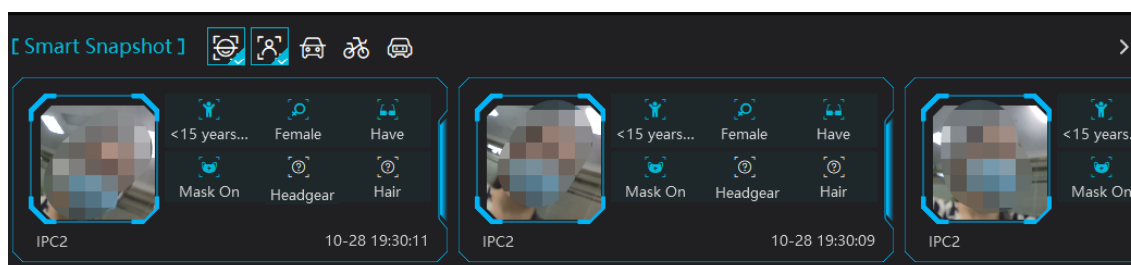 [ Smart Snapshot ]
<15 years... Female Have
Mask On Headgear Hair
IPC2 10-28 19:30:11
<15 years... Female Have
Mask On Headgear Hair
IPC2 10-28 19:30:09
<15 years.
Mask On
IPC2